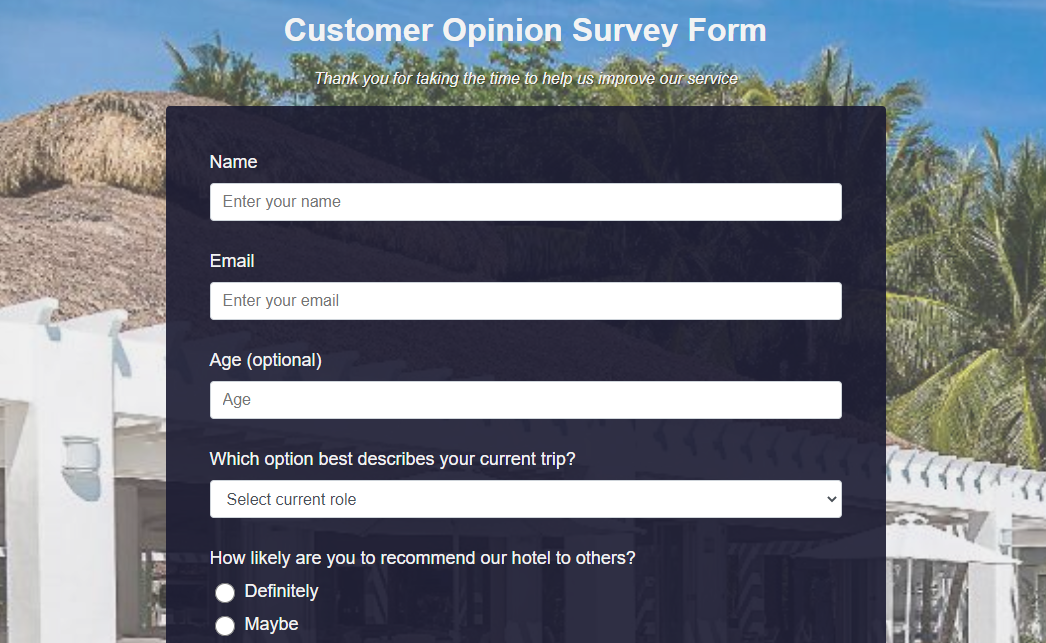 Customer Opinion Survey Form
Thank you for taking the time to help us improve our service
Name
Enter your name
Email
Enter your email
Age (optional)
Age
Which option best describes your current trip?
Select current role
How likely are you to recommend our hotel to others?
Definitely
Maybe